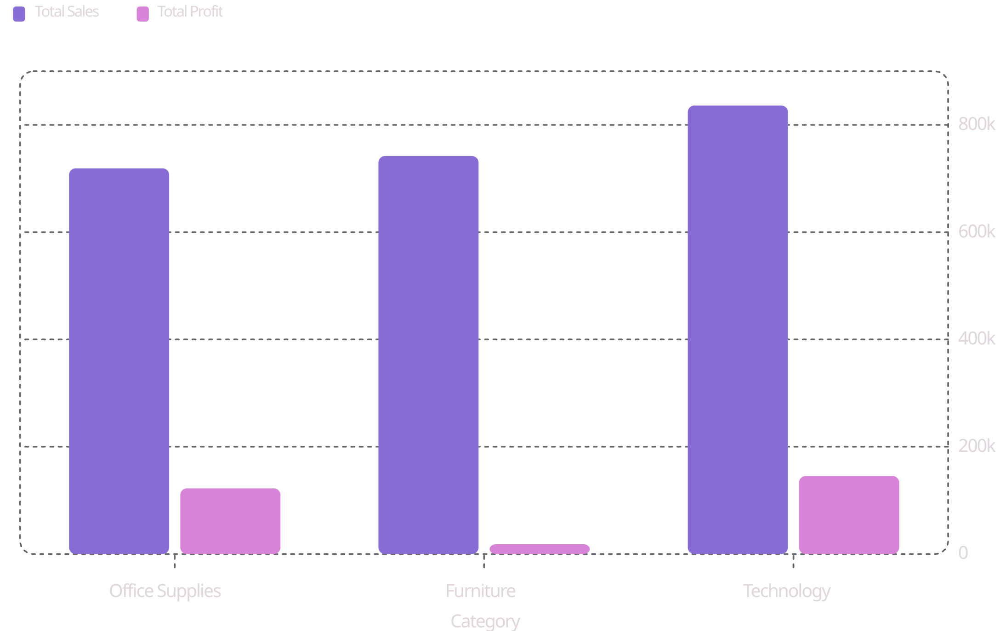 Total Sales Total Profit
800k
600k
400k
200k
0
Office Supplies Furniture Technology
Category